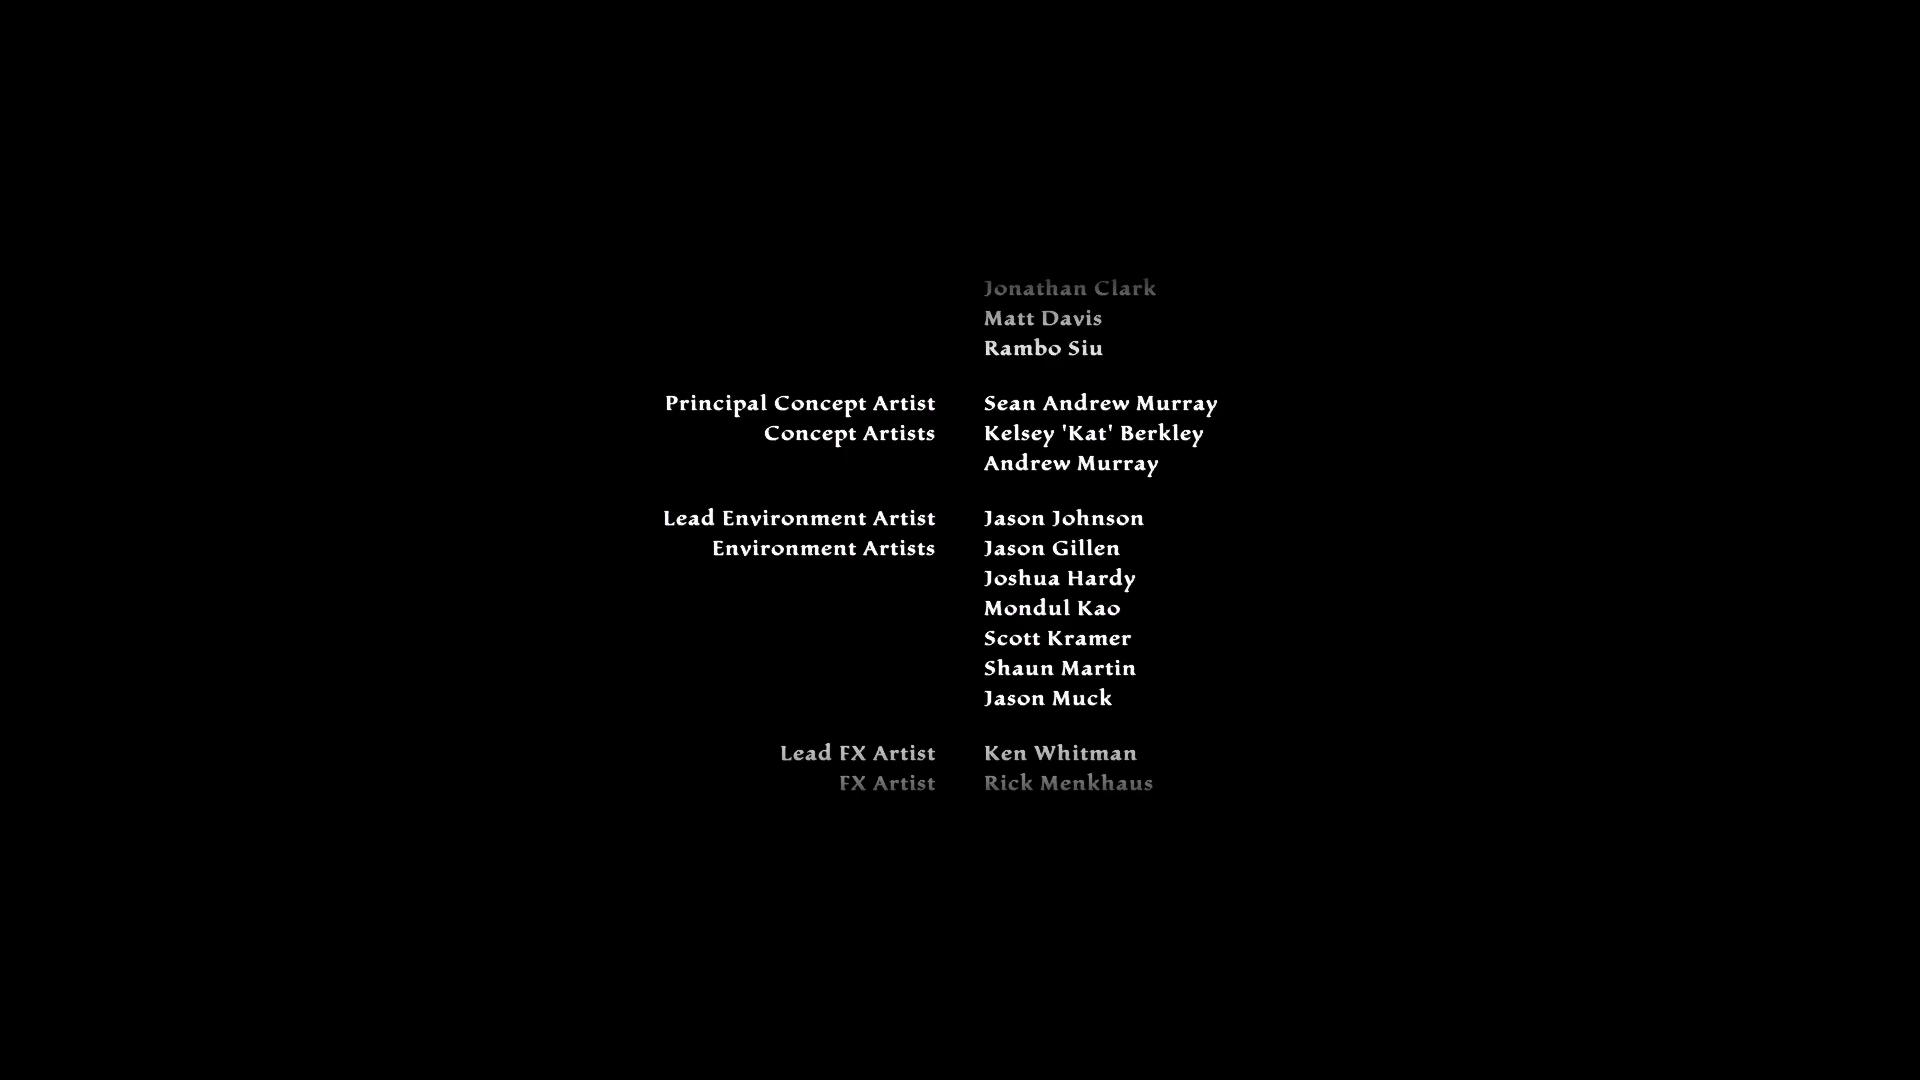 Jonathan Clark
Matt Davis
Rambo Siu
Principal Concept Artist Sean Andrew Murray
Concept Artists Kelsey 'Kat' Berkley
Andrew Murray
Lead Environment Artist Jason Johnson
Environment Artists Jason Gillen
Joshua Hardy
Mondul Kao
Scott Kramer
Shaun Martin
Jason Muck
Lead FX Artist Ken Whitman
FX Artist Rick Menkhaus